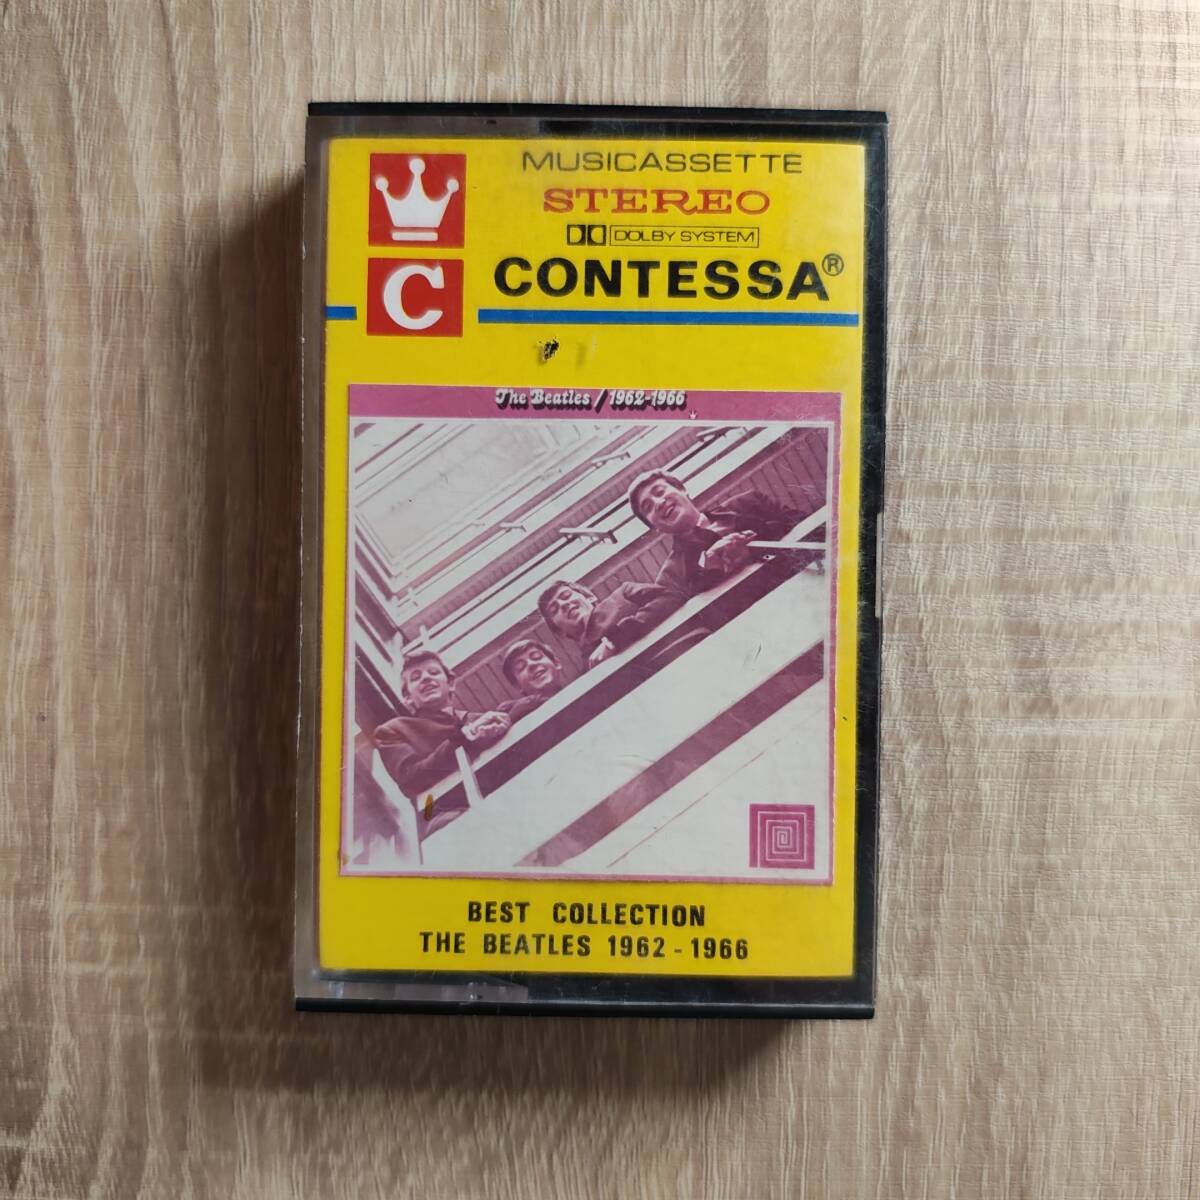 MUSICASSETTE
STEREO
DOLBY SYSTEM
C
CONTESSA®
The Beatles / 1962-1966
BEST COLLECTION
THE BEATLES 1962 - 1966